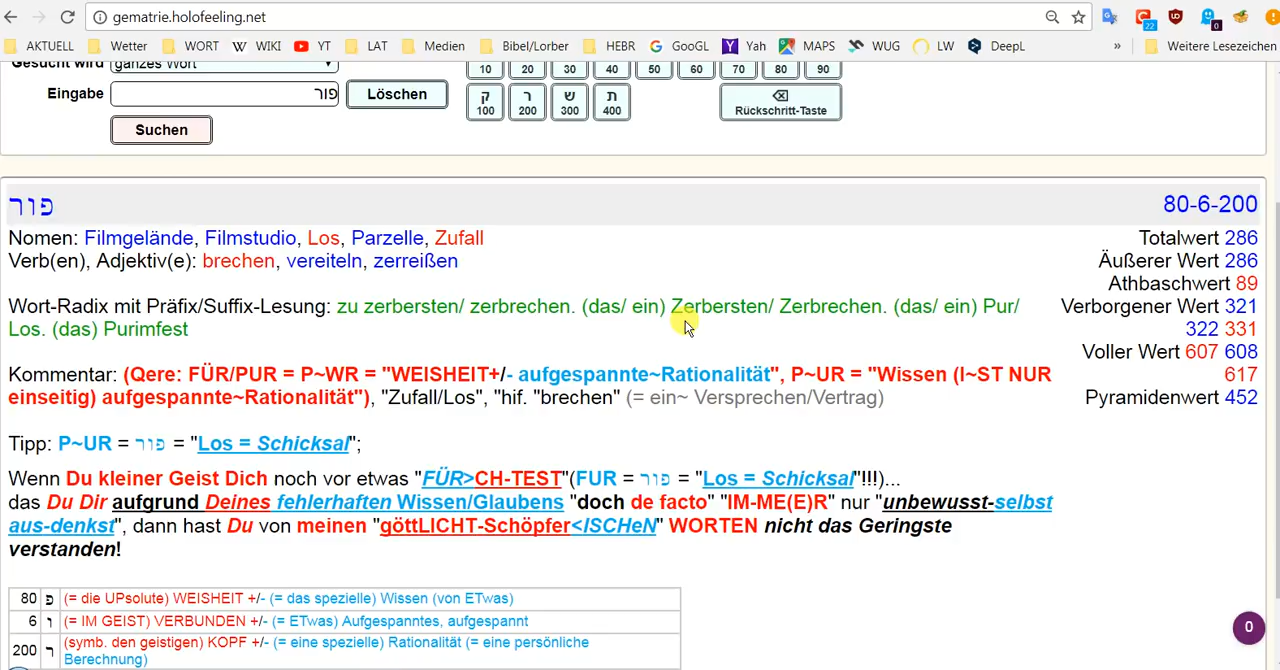 gematrie.holofeeling.net
22 0
AKTUELL Wetter WORT WIKI YT LAT Medien Bibel/Lorber HEBR GooGL Yah MAPS WUG LW DeepL » Weitere Lesezeichen
Gesucht wird ganzes Wort 10 20 30 40 50 60 70 80 90
Eingabe פור Löschen ק 100 ר 200 ש 300 ת 400 Rückschritt-Taste
Suchen
פור 80-6-200
Nomen: Filmgelände, Filmstudio, Los, Parzelle, Zufall Totalwert 286
Verb(en), Adjektiv(e): brechen, vereiteln, zerreißen Äußerer Wert 286
Athbaschwert 89
Wort-Radix mit Präfix/Suffix-Lesung: zu zerbersten/ zerbrechen. (das/ ein) Zerbersten/ Zerbrechen. (das/ ein) Pur/ Verborgener Wert 321
Los. (das) Purimfest 322 331
Voller Wert 607 608
Kommentar: (Qere: FÜR/PUR = P~WR = "WEISHEIT+/- aufgespannte~Rationalität", P~UR = "Wissen (I~ST NUR 617
einseitig) aufgespannte~Rationalität"), "Zufall/Los", "hif. "brechen" (= ein~ Versprechen/Vertrag) Pyramidenwert 452
Tipp: P~UR = פור = "Los = Schicksal";
Wenn Du kleiner Geist Dich noch vor etwas "FÜR>CH-TEST"(FUR = פור = "Los = Schicksal"!!!)...
das Du Dir aufgrund Deines fehlerhaften Wissen/Glaubens "doch de facto" "IM-ME(E)R" nur "unbewusst-selbst
aus-denkst", dann hast Du von meinen "göttLICHT-Schöpfer<ISCHeN" WORTEN nicht das Geringste
verstanden!
80 פ (= die UPsolute) WEISHEIT +/- (= das spezielle) Wissen (von ETwas)
6 ו (= IM GEIST) VERBUNDEN +/- (= ETwas) Aufgespanntes, aufgespannt
200 ר (symb. den geistigen) KOPF +/- (= eine spezielle) Rationalität (= eine persönliche
Berechnung)
0